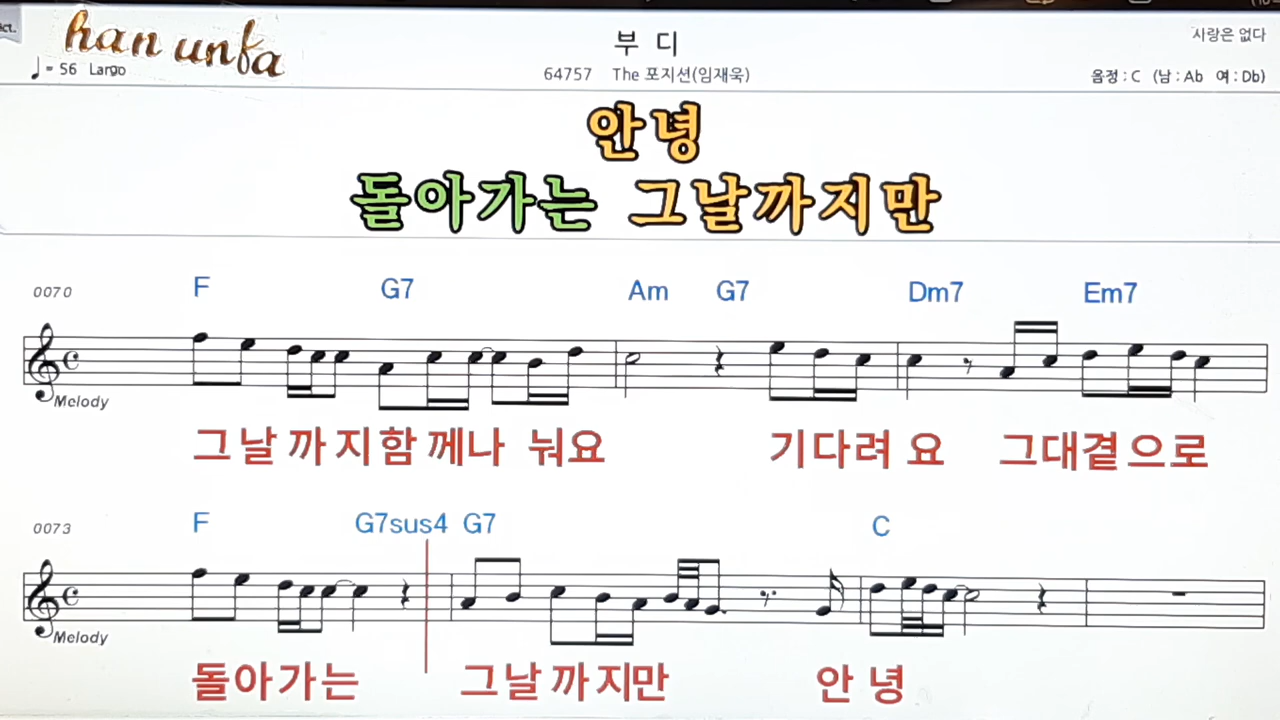 han unfa
♩= 56 Largo
부 디
64757 The 포지션(임재욱)
사랑은 없다
음정 : C (남 : Ab 여 : Db)
안녕
돌아가는 그날까지만
0070 F G7 Am G7 Dm7 Em7
Melody
그날까지함께나 눠요 기다려 요 그대곁으로
0073 F G7sus4 G7 C
Melody
돌아가는 그날까지만 안녕